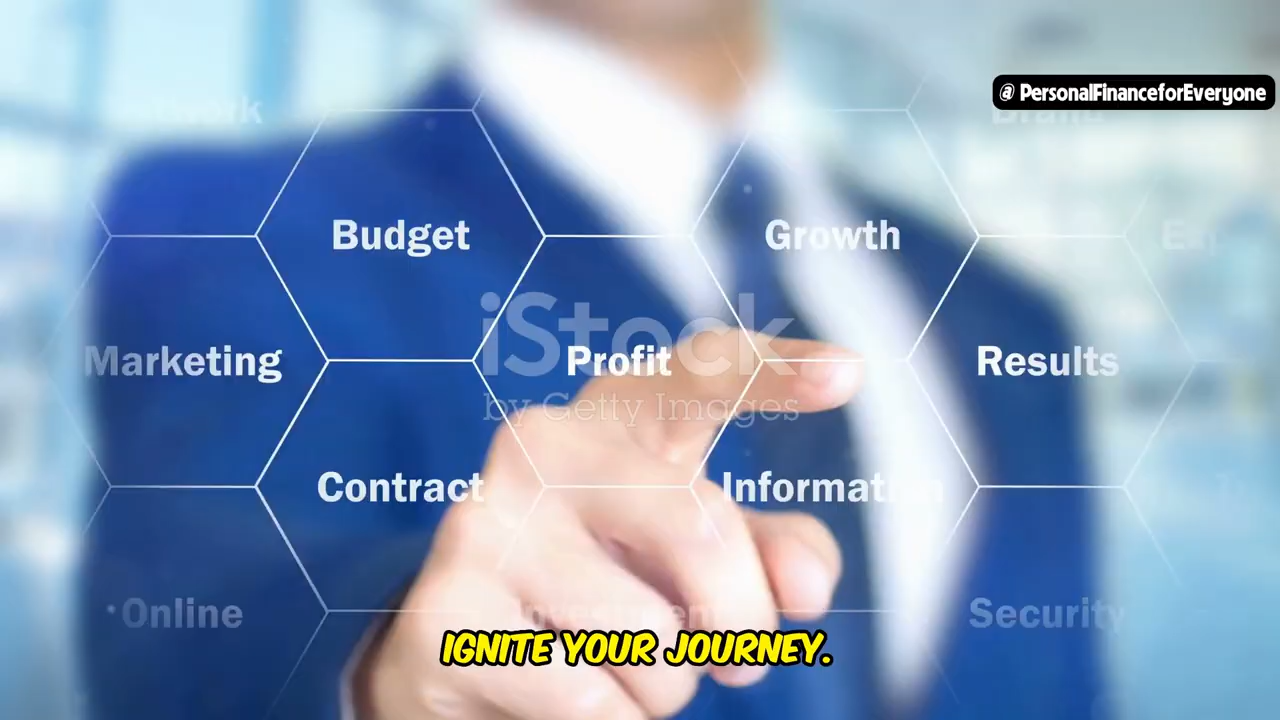 @ PersonalFinanceforEveryone
Budget
Growth
iStock
Profit
Marketing
Results
by Getty Images
Contract
Online
Security
IGNITE YOUR JOURNEY.